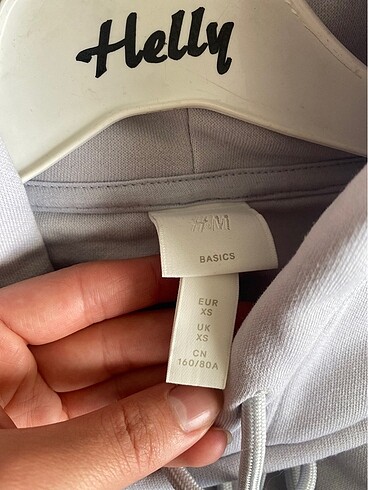 Helly
H&M
BASICS
EUR
XS
UK
XS
CN
160/80A